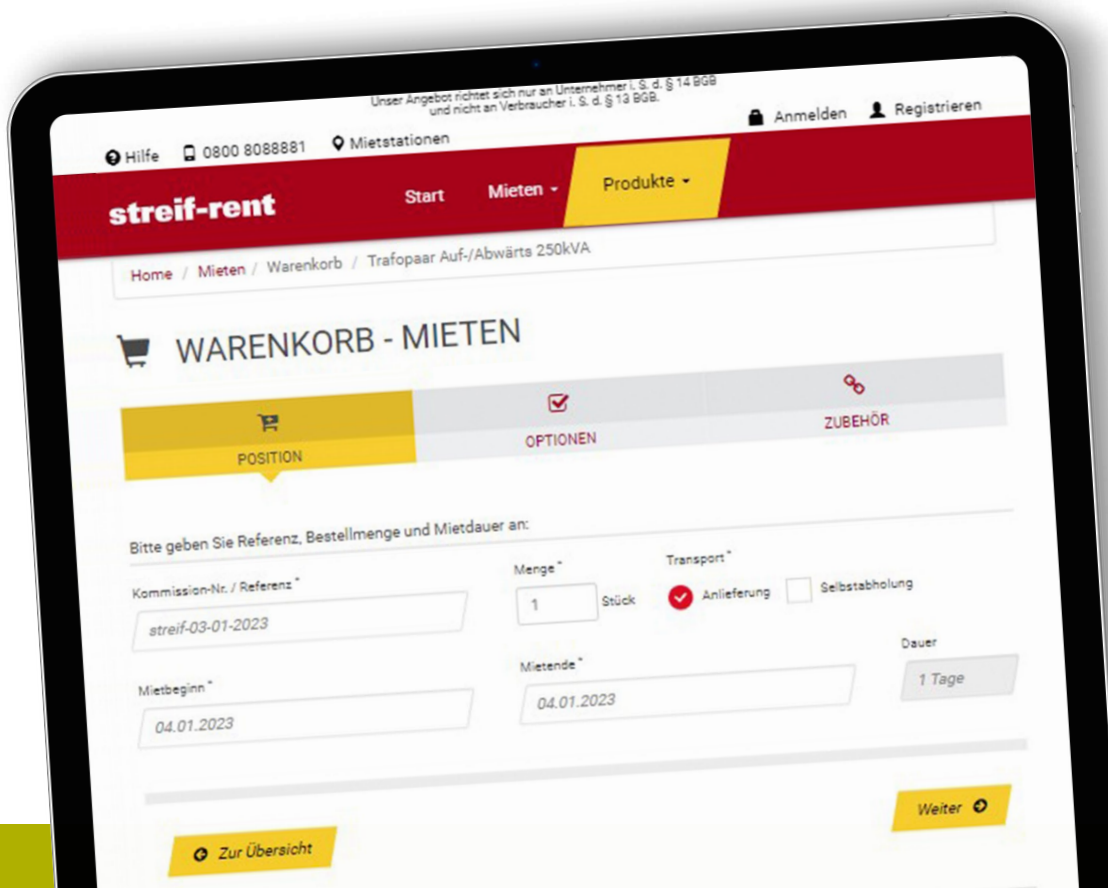 Unser Angebot richtet sich nur an Unternehmer i. S. d. § 14 BGB
und nicht an Verbraucher i. S. d. § 13 BGB.
Hilfe 0800 8088881 Mietstationen Anmelden Registrieren
streif-rent Start Mieten Produkte
Home / Mieten / Warenkorb / Trafopaar Auf-/Abwärts 250kVA
WARENKORB - MIETEN
POSITION OPTIONEN ZUBEHÖR
Bitte geben Sie Referenz, Bestellmenge und Mietdauer an:
Kommission-Nr. / Referenz * Menge * Transport *
streif-03-01-2023 1 Stück Anlieferung Selbstabholung
Mietbeginn * Mietende * Dauer
04.01.2023 04.01.2023 1 Tage
Zur Übersicht Weiter